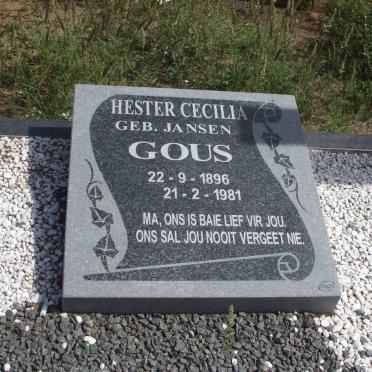 HESTER CECILIA
GEB. JANSEN
GOUS
22 - 9 - 1896
21 - 2 - 1981
MA, ONS IS BAIE LIEF VIR JOU.
ONS SAL JOU NOOIT VERGEET NIE.